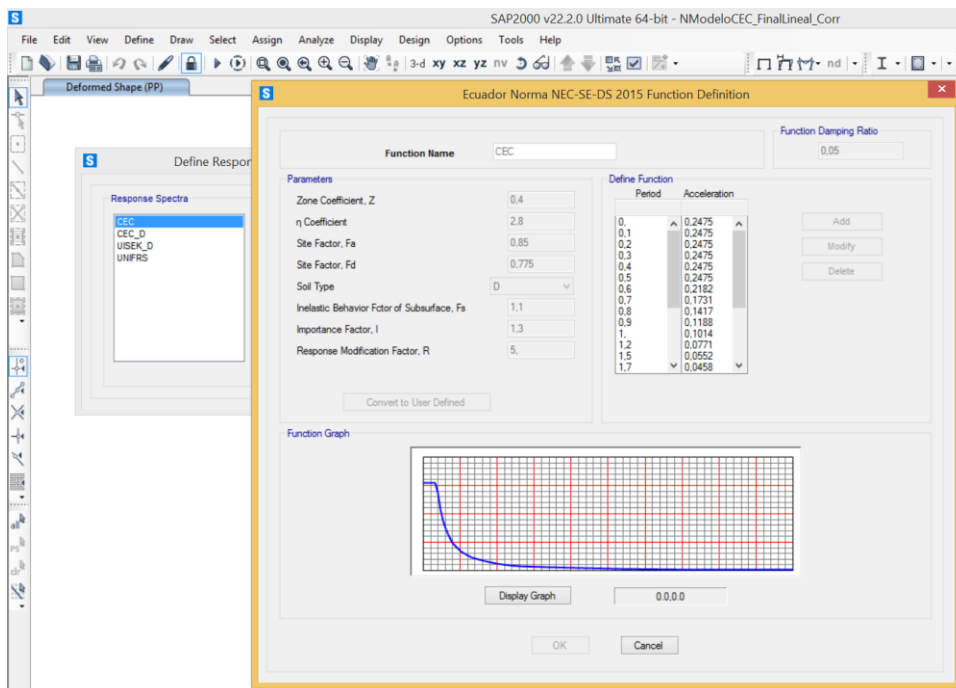 SAP2000 v22.2.0 Ultimate 64-bit - NModeloCEC_FinalLineal_Corr
File Edit View Define Draw Select Assign Analyze Display Design Options Tools Help
3-d xy xz yz nv nd
Deformed Shape (PP)
Define Respon
Response Spectra
CEC
CEC_D
UISEK_D
UNIFRS
Ecuador Norma NEC-SE-DS 2015 Function Definition
Function Name CEC
Function Damping Ratio
0,05
Parameters
Zone Coefficient, Z 0,4
η Coefficient 2,8
Site Factor, Fa 0,85
Site Factor, Fd 0,775
Soil Type D
Inelastic Behavior Fctor of Subsurface, Fs 1,1
Importance Factor, I 1,3
Response Modification Factor, R 5,
Convert to User Defined
Define Function
Period Acceleration
0, 0,2475
0,1 0,2475
0,2 0,2475
0,3 0,2475
0,4 0,2475
0,5 0,2475
0,6 0,2182
0,7 0,1731
0,8 0,1417
0,9 0,1188
1, 0,1014
1,2 0,0771
1,5 0,0552
1,7 0,0458
Add
Modify
Delete
Function Graph
Display Graph 0.0,0.0
OK Cancel
all
PS
clr